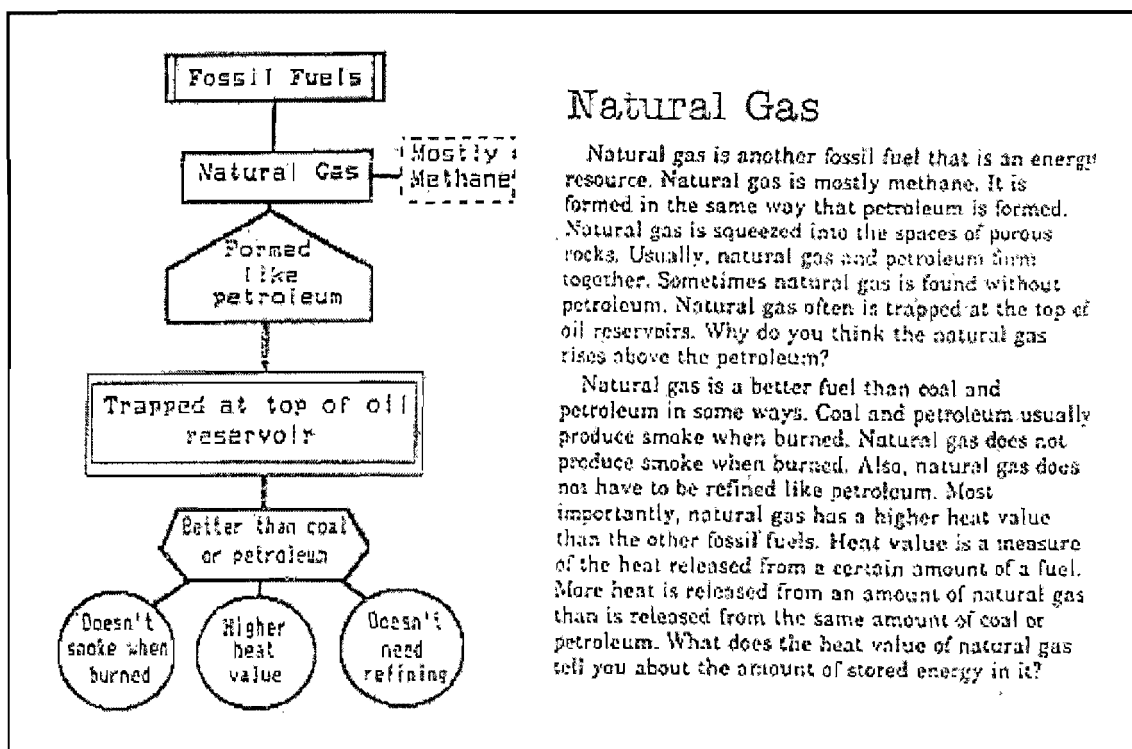 Fossil Fuels
Natural Gas
Mostly
Methane
Formed
like
petroleum
Trapped at top of oil
reservoir
Better than coal
or petroleum
Doesn't
smoke when
burned
Higher
heat
value
Doesn't
need
refining
Natural Gas
Natural gas is another fossil fuel that is an energy
resource. Natural gas is mostly methane. It is
formed in the same way that petroleum is formed.
Natural gas is squeezed into the spaces of porous
rocks. Usually, natural gas and petroleum form
together. Sometimes natural gas is found without
petroleum. Natural gas often is trapped at the top of
oil reservoirs. Why do you think the natural gas
rises above the petroleum?
Natural gas is a better fuel than coal and
petroleum in some ways. Coal and petroleum usually
produce smoke when burned. Natural gas does not
produce smoke when burned. Also, natural gas does
not have to be refined like petroleum. Most
importantly, natural gas has a higher heat value
than the other fossil fuels. Heat value is a measure
of the heat released from a certain amount of a fuel.
More heat is released from an amount of natural gas
than is released from the same amount of coal or
petroleum. What does the heat value of natural gas
tell you about the amount of stored energy in it?